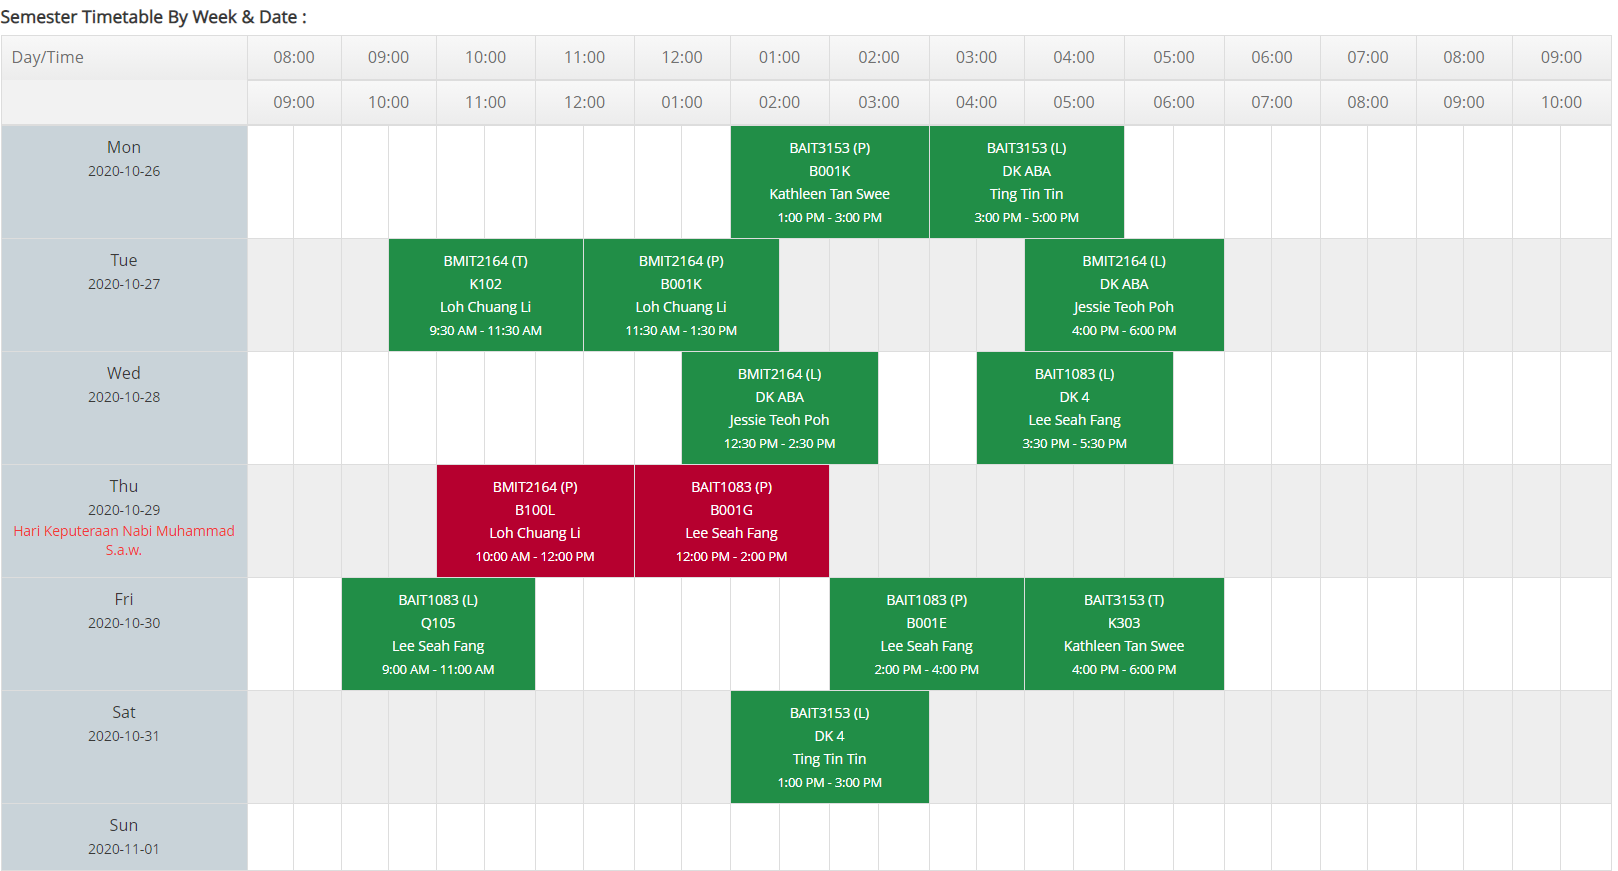 Semester Timetable By Week & Date :
Day/Time 08:00 09:00 10:00 11:00 12:00 01:00 02:00 03:00 04:00 05:00 06:00 07:00 08:00 09:00
09:00 10:00 11:00 12:00 01:00 02:00 03:00 04:00 05:00 06:00 07:00 08:00 09:00 10:00
Mon
2020-10-26
BAIT3153 (P)
B001K
Kathleen Tan Swee
1:00 PM - 3:00 PM
BAIT3153 (L)
DK ABA
Ting Tin Tin
3:00 PM - 5:00 PM
Tue
2020-10-27
BMIT2164 (T)
K102
Loh Chuang Li
9:30 AM - 11:30 AM
BMIT2164 (P)
B001K
Loh Chuang Li
11:30 AM - 1:30 PM
BMIT2164 (L)
DK ABA
Jessie Teoh Poh
4:00 PM - 6:00 PM
Wed
2020-10-28
BMIT2164 (L)
DK ABA
Jessie Teoh Poh
12:30 PM - 2:30 PM
BAIT1083 (L)
DK 4
Lee Seah Fang
3:30 PM - 5:30 PM
Thu
2020-10-29
Hari Keputeraan Nabi Muhammad
S.a.w.
BMIT2164 (P)
B100L
Loh Chuang Li
10:00 AM - 12:00 PM
BAIT1083 (P)
B001G
Lee Seah Fang
12:00 PM - 2:00 PM
Fri
2020-10-30
BAIT1083 (L)
Q105
Lee Seah Fang
9:00 AM - 11:00 AM
BAIT1083 (P)
B001E
Lee Seah Fang
2:00 PM - 4:00 PM
BAIT3153 (T)
K303
Kathleen Tan Swee
4:00 PM - 6:00 PM
Sat
2020-10-31
BAIT3153 (L)
DK 4
Ting Tin Tin
1:00 PM - 3:00 PM
Sun
2020-11-01